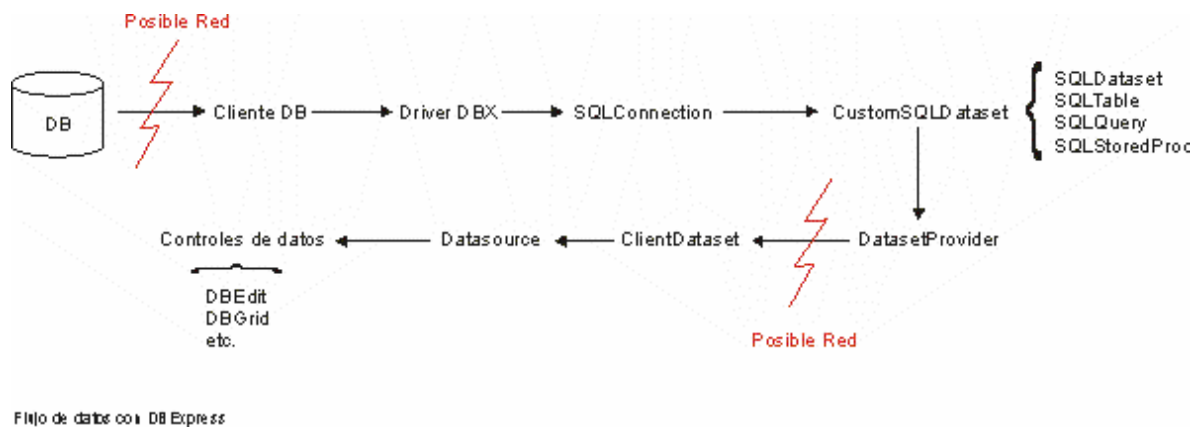 Posible Red
DB
Cliente DB
Driver DBX
SQLConnection
CustomSQLDataset
SQLDataset
SQLTable
SQLQuery
SQLStoredProc
Controles de datos
Datasource
ClientDataset
DatasetProvider
DBEdit
DBGrid
etc.
Posible Red
Flujo de datos con DBExpress